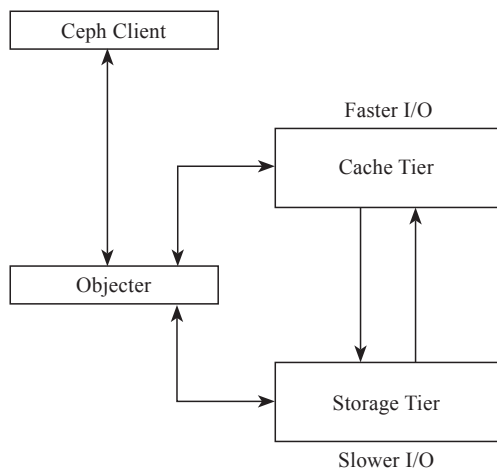 Ceph Client
Faster I/O
Cache Tier
Objecter
Storage Tier
Slower I/O